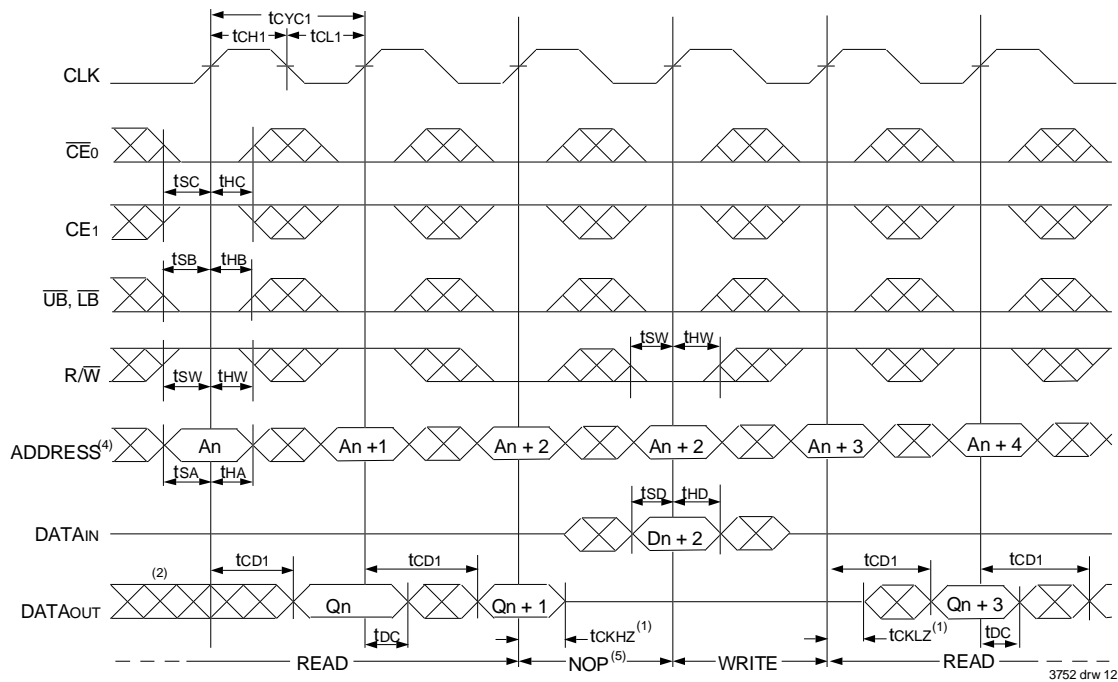 tCYC1
tCH1 tCL1
CLK
CE0
tSC tHC
CE1
tSB tHB
UB, LB
tSW tHW
R/W
tSW tHW
ADDRESS(4) An An +1 An + 2 An + 2 An + 3 An + 4
tSA tHA
tSD tHD
DATAIN Dn + 2
tCD1 tCD1 tCD1 tCD1
(2)
DATAOUT Qn Qn + 1 Qn + 3
tDC tCKHZ(1) tCKLZ(1) tDC
READ NOP(5) WRITE READ
3752 drw 12